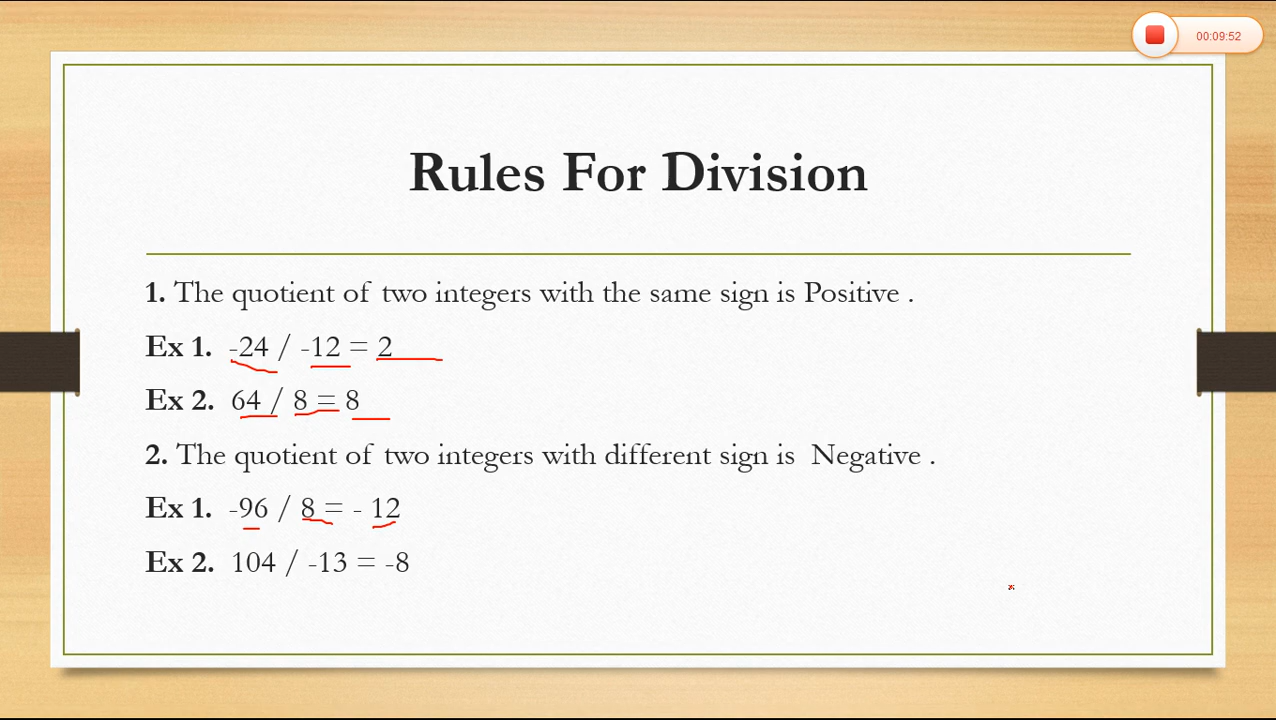 00:09:52
Rules For Division
1. The quotient of two integers with the same sign is Positive .
Ex 1. -24 / -12 = 2
Ex 2. 64 / 8 = 8
2. The quotient of two integers with different sign is Negative .
Ex 1. -96 / 8 = - 12
Ex 2. 104 / -13 = -8